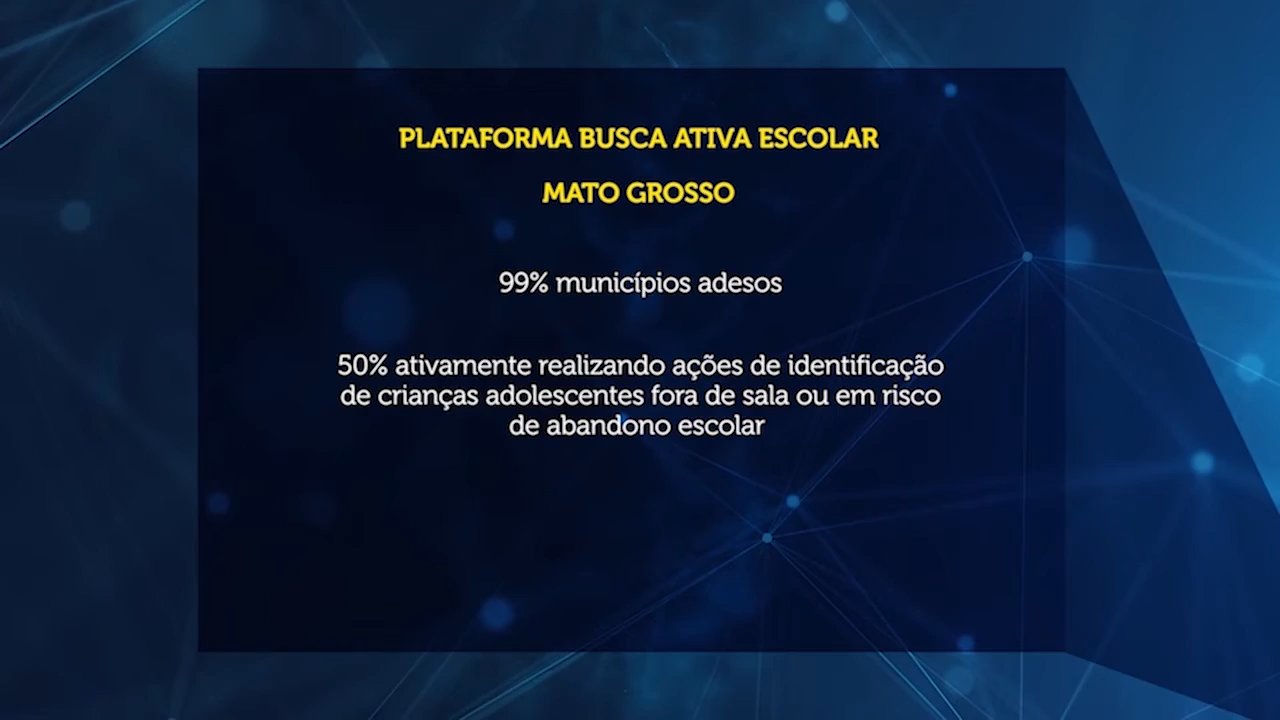 PLATAFORMA BUSCA ATIVA ESCOLAR
MATO GROSSO
99% municípios adesos
50% ativamente realizando ações de identificação
de crianças adolescentes fora de sala ou em risco
de abandono escolar